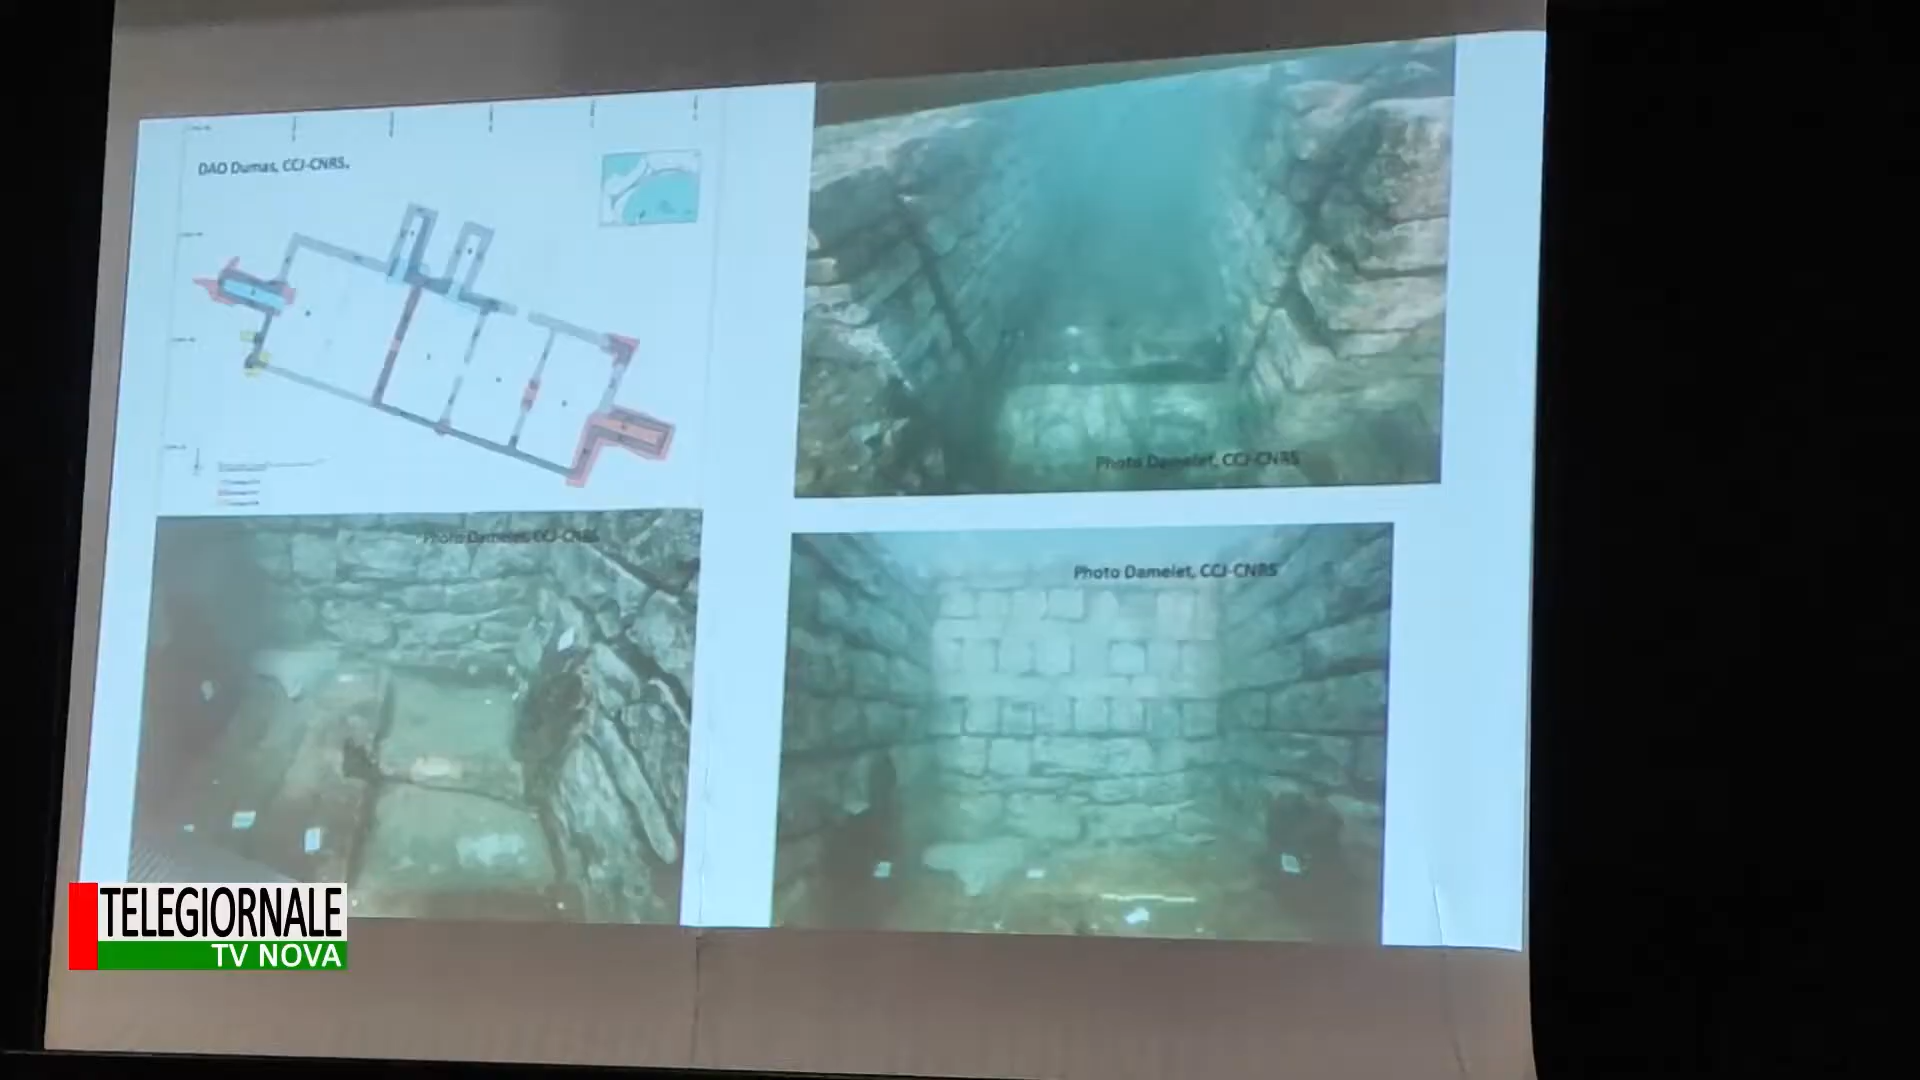 DAO Dumas, CCJ-CNRS.
Photo Damelet, CCJ-CNRS
Photo Damelet, CCJ-CNRS
Photo Damelet, CCJ-CNRS
TELEGIORNALE
TV NOVA